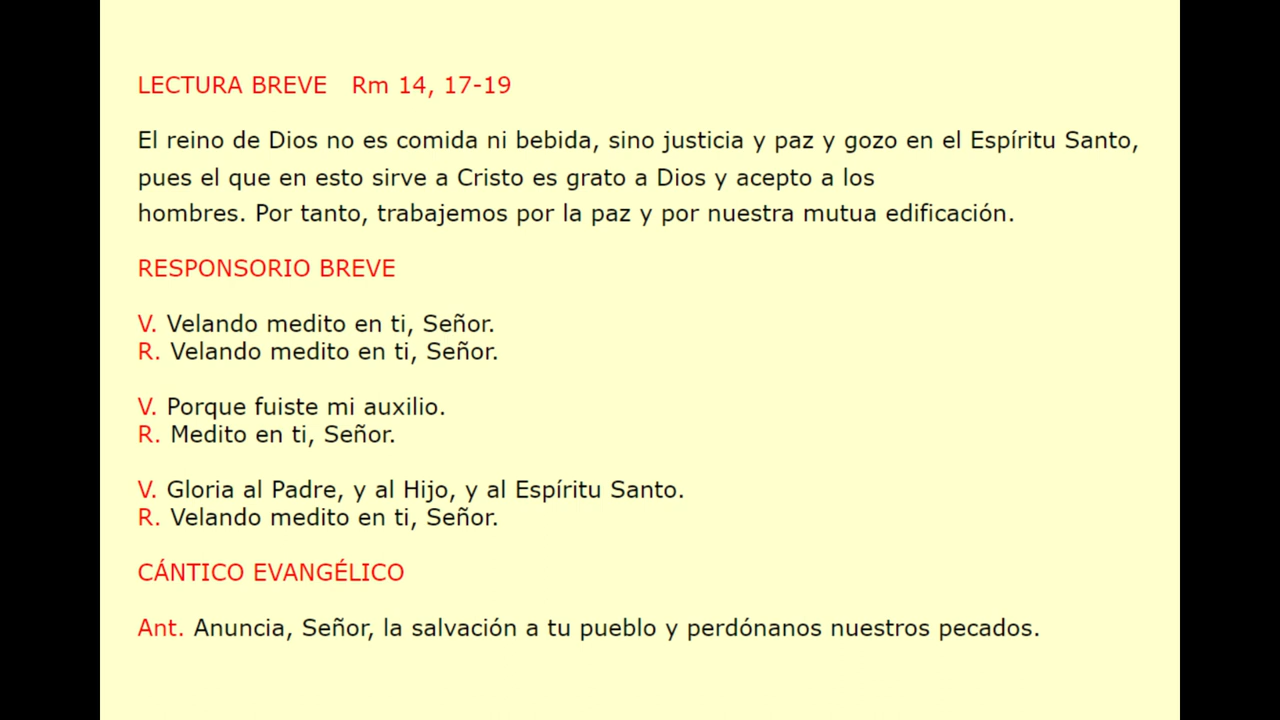 LECTURA BREVE Rm 14, 17-19
El reino de Dios no es comida ni bebida, sino justicia y paz y gozo en el Espíritu Santo,
pues el que en esto sirve a Cristo es grato a Dios y acepto a los
hombres. Por tanto, trabajemos por la paz y por nuestra mutua edificación.
RESPONSORIO BREVE
V. Velando medito en ti, Señor.
R. Velando medito en ti, Señor.
V. Porque fuiste mi auxilio.
R. Medito en ti, Señor.
V. Gloria al Padre, y al Hijo, y al Espíritu Santo.
R. Velando medito en ti, Señor.
CÁNTICO EVANGÉLICO
Ant. Anuncia, Señor, la salvación a tu pueblo y perdónanos nuestros pecados.